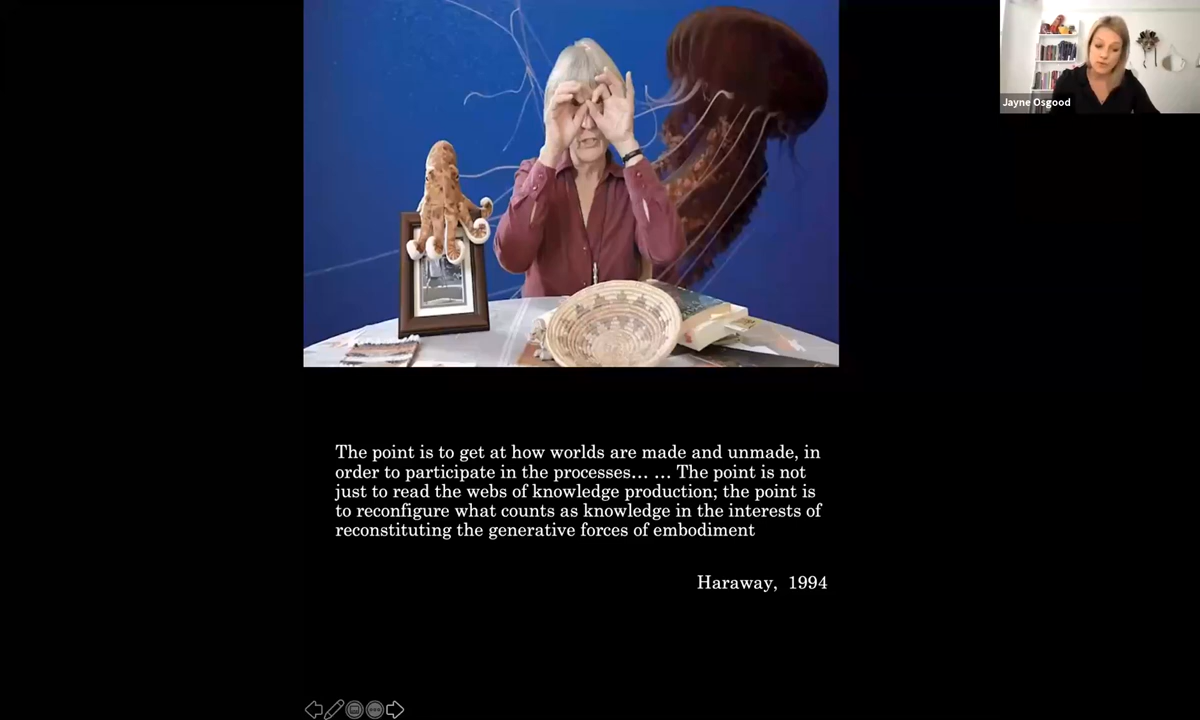 Jayne Osgood
The point is to get at how worlds are made and unmade, in
order to participate in the processes... ... The point is not
just to read the webs of knowledge production; the point is
to reconfigure what counts as knowledge in the interests of
reconstituting the generative forces of embodiment
Haraway, 1994